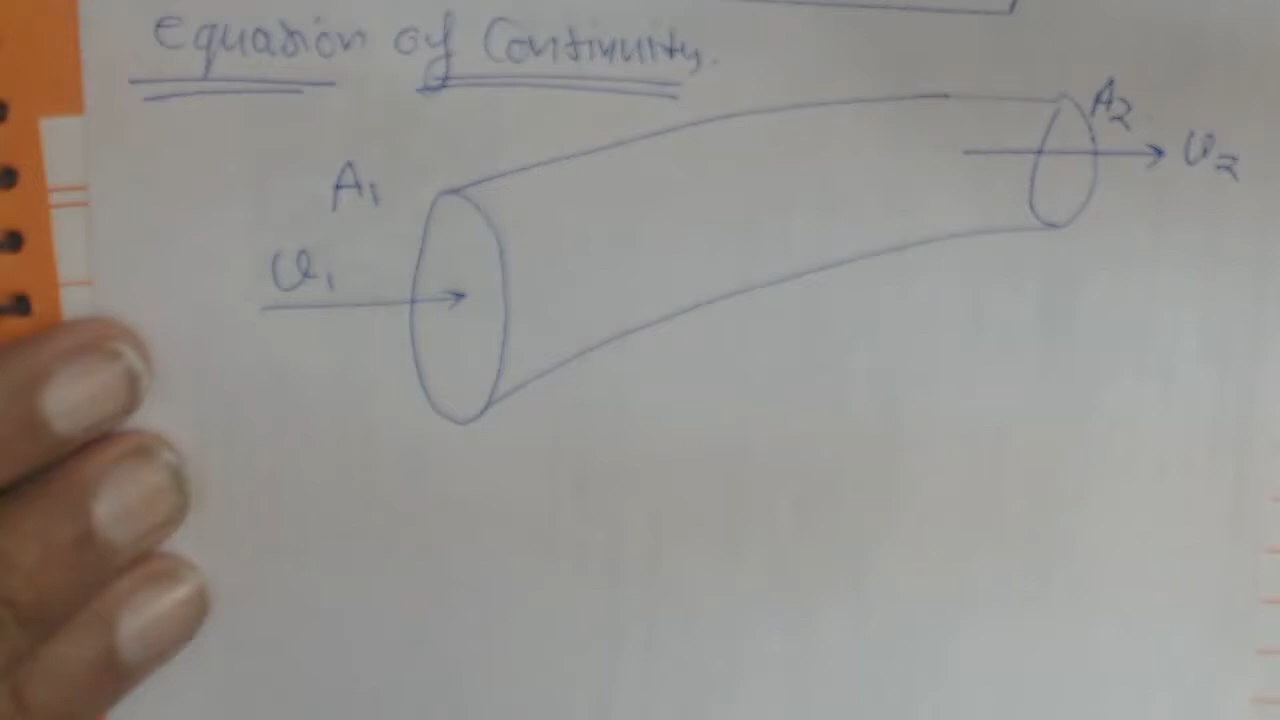 Equation of Continuity.
A₁
A₂
v₁
v₂